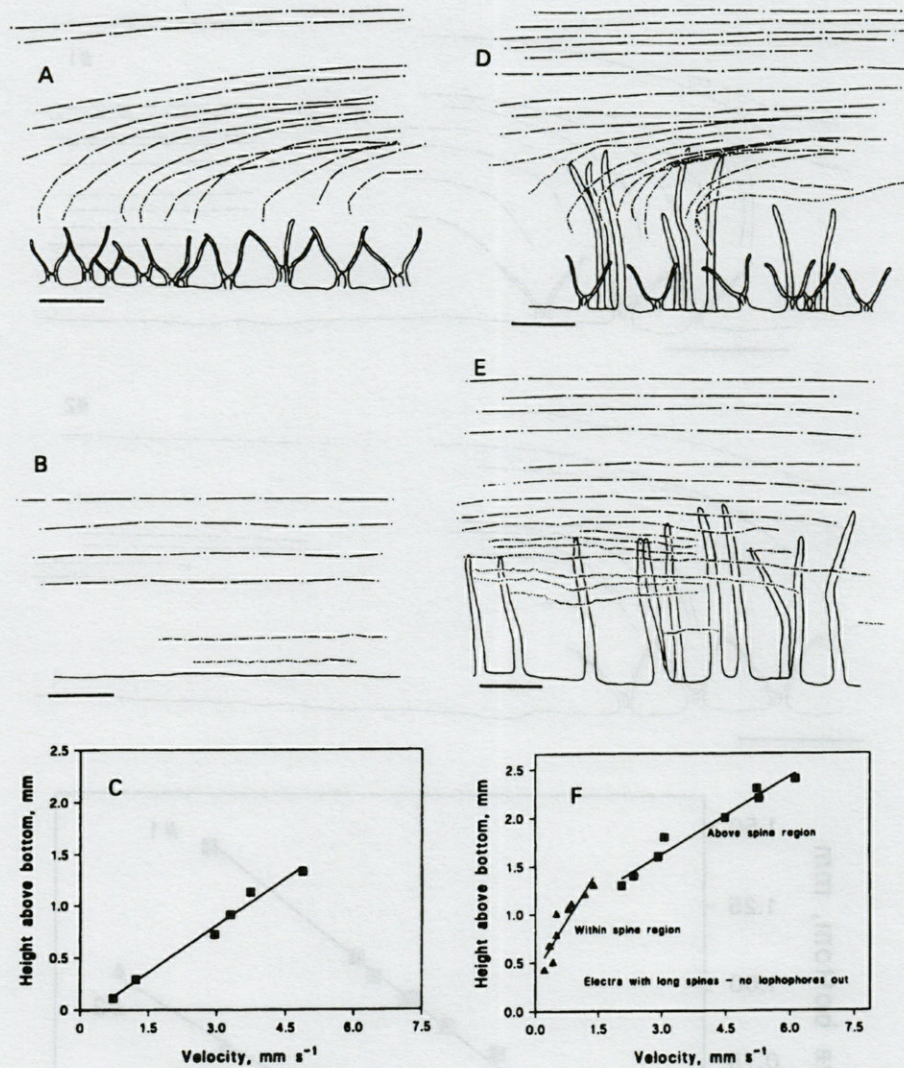 A
D
E
B
2.5
2.0
1.5
1.0
0.5
0
C
Height above bottom, mm
0
1.5
3.0
4.5
6.0
7.5
Velocity, mm s⁻¹
2.5
2.0
1.5
1.0
0.5
0.0
F
Above spine region
Within spine region
Electra with long spines – no lophophores out
Height above bottom, mm
0.0
1.5
3.0
4.5
6.0
7.5
Velocity, mm s⁻¹